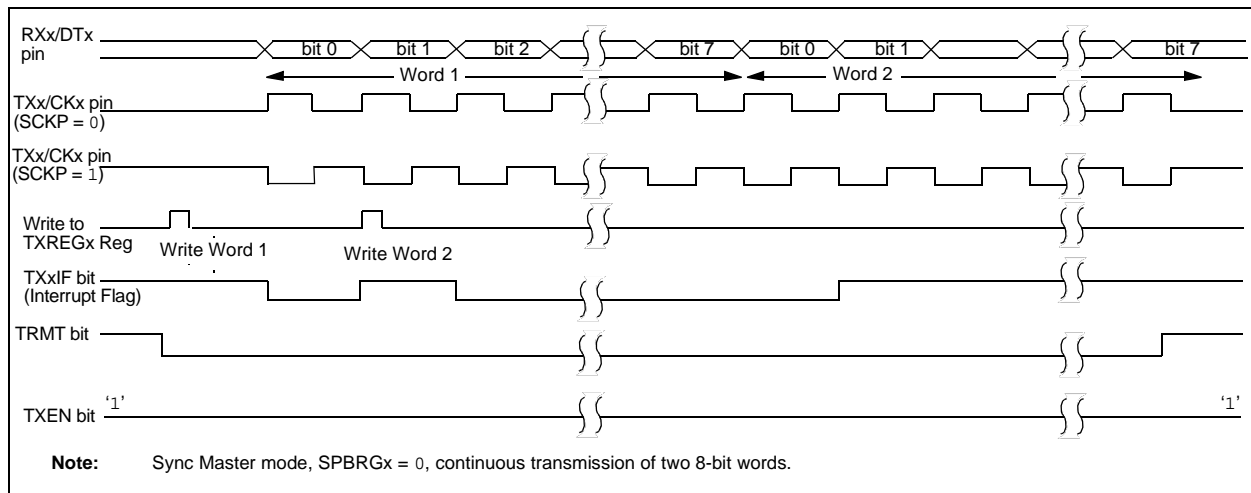 RXx/DTx
pin
bit 0 bit 1 bit 2 bit 7 bit 0 bit 1 bit 7
Word 1 Word 2
TXx/CKx pin
(SCKP = 0)
TXx/CKx pin
(SCKP = 1)
Write to
TXREGx Reg
Write Word 1 Write Word 2
TXxIF bit
(Interrupt Flag)
TRMT bit
TXEN bit '1' '1'
Note: Sync Master mode, SPBRGx = 0, continuous transmission of two 8-bit words.